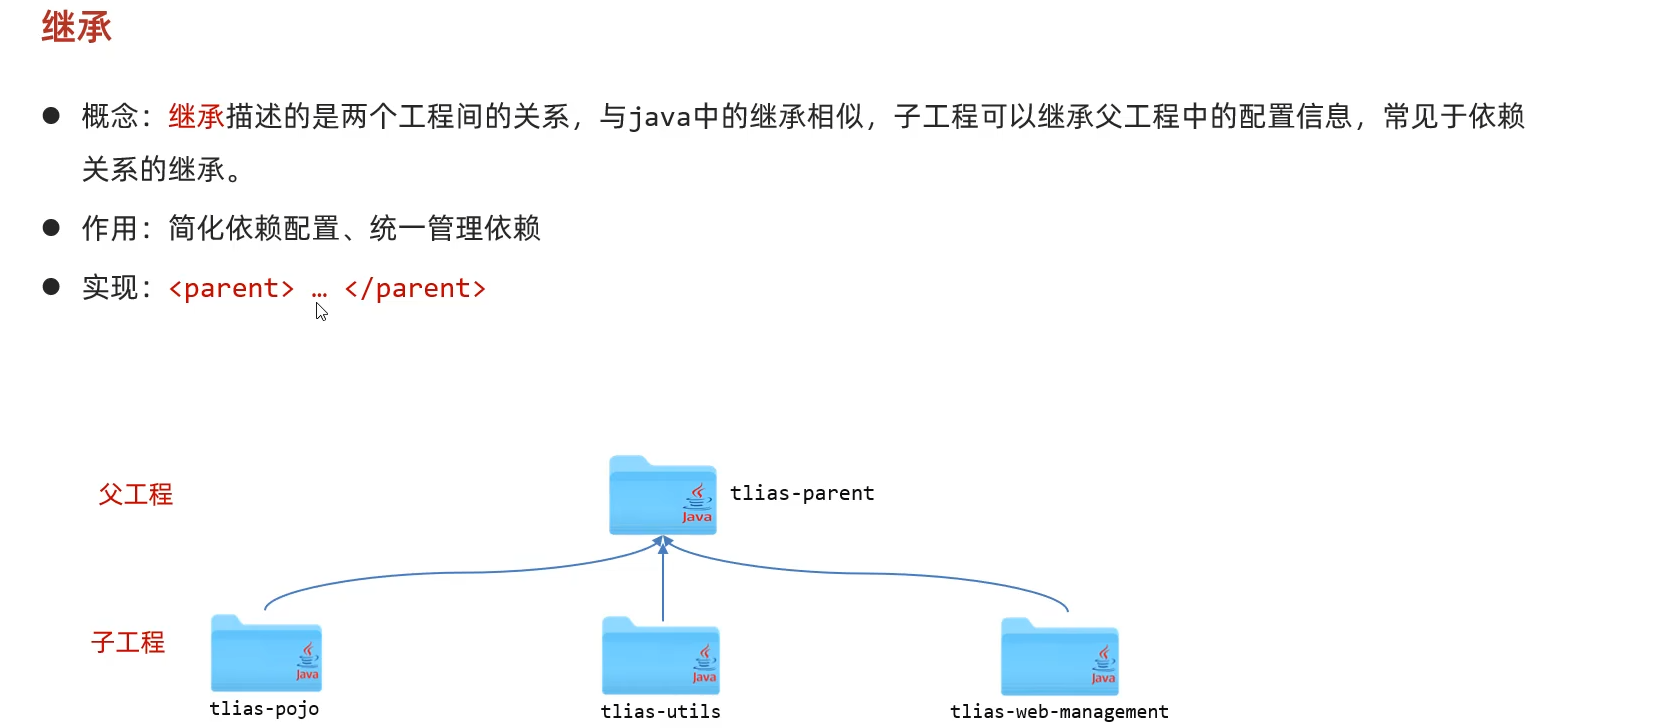 继承
概念：继承描述的是两个工程间的关系，与java中的继承相似，子工程可以继承父工程中的配置信息，常见于依赖
关系的继承。
作用：简化依赖配置、统一管理依赖
实现：<parent> … </parent>
父工程
Java
tlias-parent
子工程
Java
Java
Java
tlias-pojo
tlias-utils
tlias-web-management